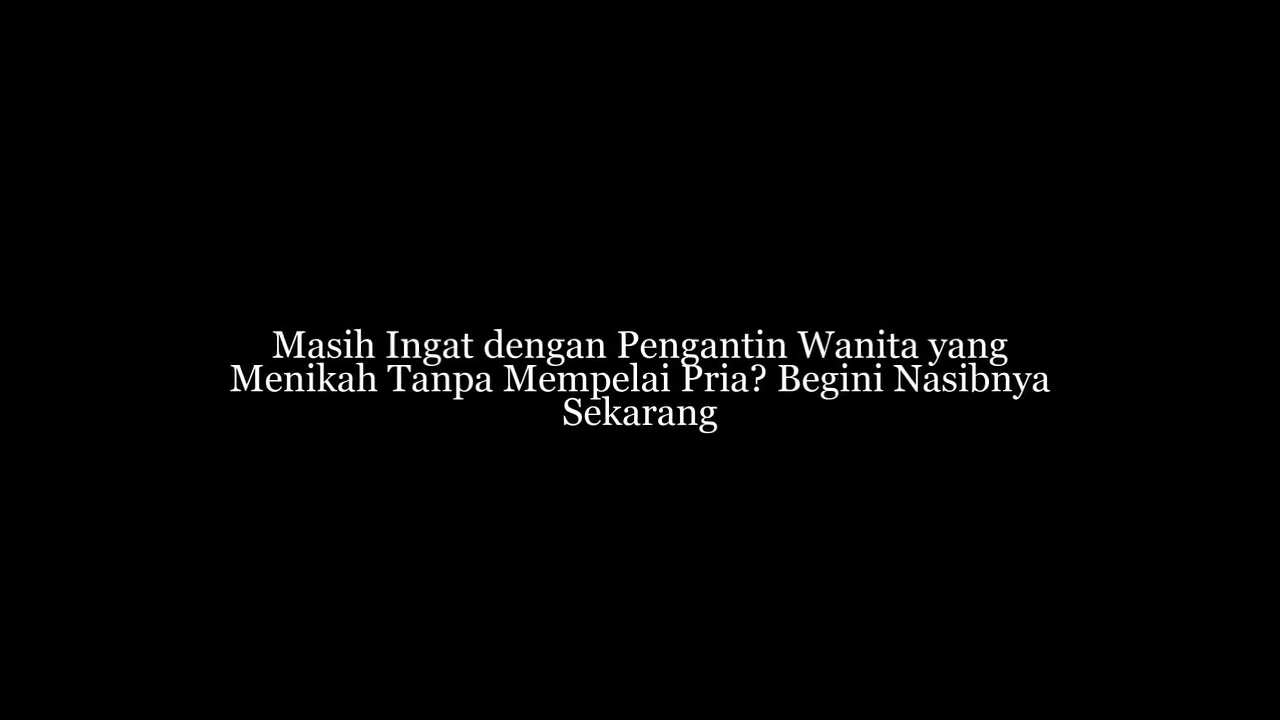 Masih Ingat dengan Pengantin Wanita yang
Menikah Tanpa Mempelai Pria? Begini Nasibnya
Sekarang